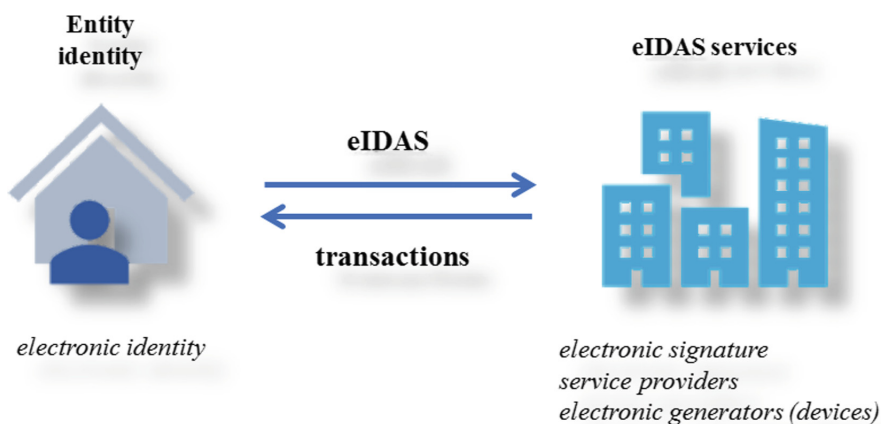 Entity
identity
eIDAS services
eIDAS
transactions
electronic identity
electronic signature
service providers
electronic generators (devices)